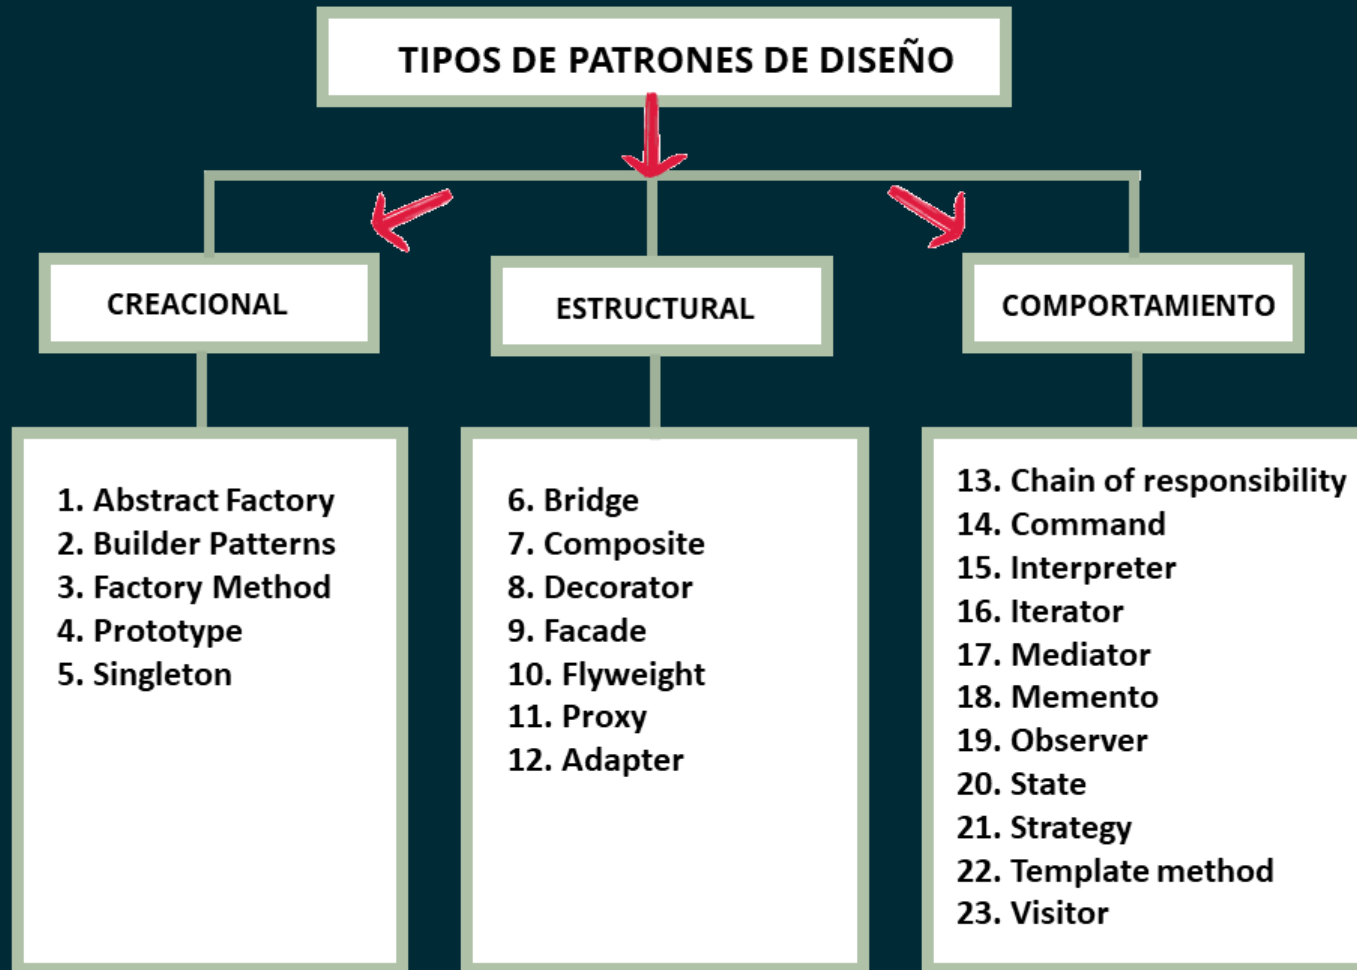 TIPOS DE PATRONES DE DISEÑO
CREACIONAL
ESTRUCTURAL
COMPORTAMIENTO
1. Abstract Factory
2. Builder Patterns
3. Factory Method
4. Prototype
5. Singleton
6. Bridge
7. Composite
8. Decorator
9. Facade
10. Flyweight
11. Proxy
12. Adapter
13. Chain of responsibility
14. Command
15. Interpreter
16. Iterator
17. Mediator
18. Memento
19. Observer
20. State
21. Strategy
22. Template method
23. Visitor